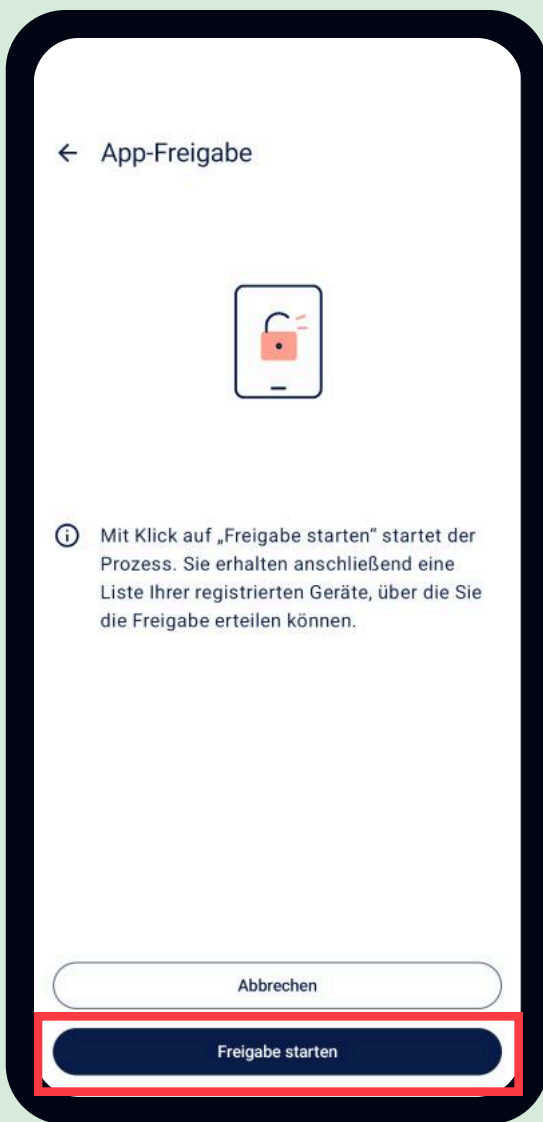 App-Freigabe
Mit Klick auf „Freigabe starten“ startet der
Prozess. Sie erhalten anschließend eine
Liste Ihrer registrierten Geräte, über die Sie
die Freigabe erteilen können.
Abbrechen
Freigabe starten